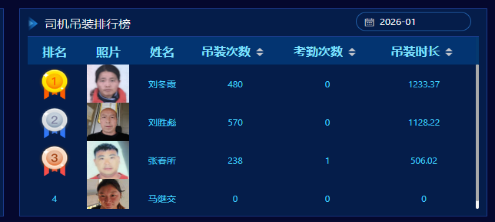 司机吊装排行榜
2026-01
排名 照片 姓名 吊装次数 考勤次数 吊装时长
1 刘冬霞 480 0 1233.37
2 刘胜彪 570 0 1128.22
3 张春所 238 1 506.02
4 马继交 0 0 0